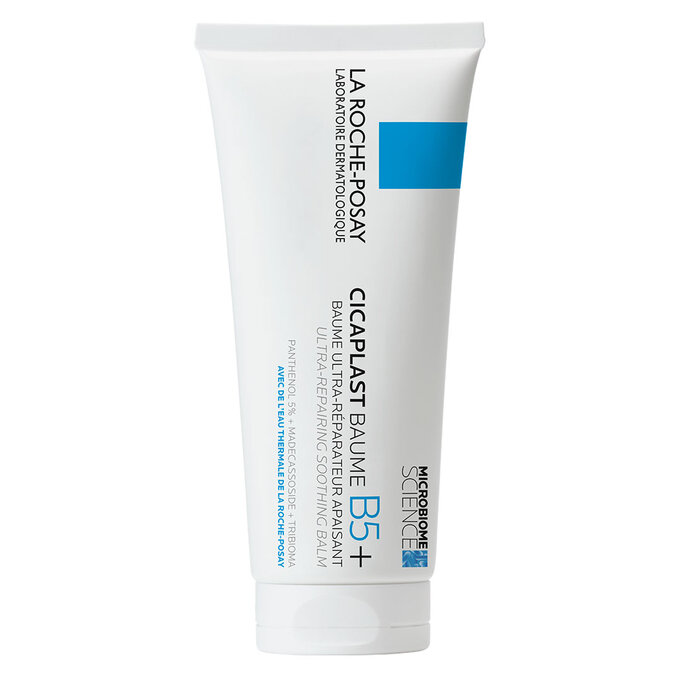 LA ROCHE-POSAY
LABORATOIRE DERMATOLOGIQUE
CICAPLAST BAUME B5+
BAUME ULTRA-RÉPARATEUR APAISANT
ULTRA-REPAIRING SOOTHING BALM
PANTHENOL 5% + MADECASSOSIDE + TRIBIOMA
AVEC DE L'EAU THERMALE DE LA ROCHE-POSAY
MICROBIOME
SCIENCE